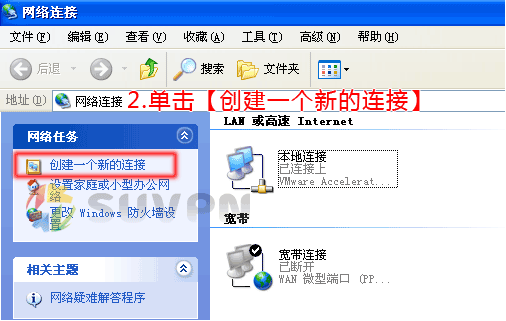 网络连接
文件(F) 编辑(E) 查看(V) 收藏(A) 工具(T) 高级(N) 帮助(H)
后退 搜索 文件夹
地址(D) 网络连接 2.单击【创建一个新的连接】
网络任务
创建一个新的连接
设置家庭或小型办公网
络
更改 Windows 防火墙设
置
相关主题
网络疑难解答程序
LAN 或高速 Internet
本地连接
已连接上
VMware Accelerat...
宽带
宽带连接
已断开
WAN 微型端口 (PP...